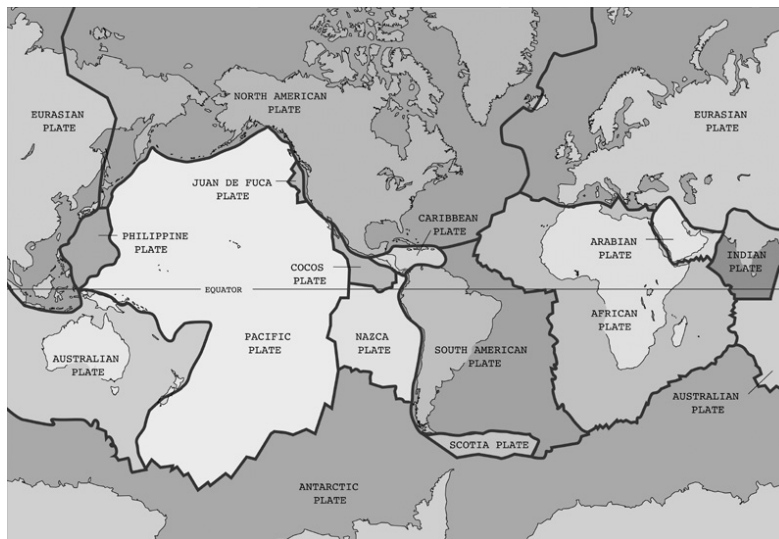 NORTH AMERICAN
PLATE
EURASIAN
PLATE
EURASIAN
PLATE
JUAN DE FUCA
PLATE
CARIBBEAN
PLATE
PHILIPPINE
PLATE
ARABIAN
PLATE
INDIAN
PLATE
COCOS
PLATE
EQUATOR
AFRICAN
PLATE
PACIFIC
PLATE
NAZCA
PLATE
SOUTH AMERICAN
PLATE
AUSTRALIAN
PLATE
AUSTRALIAN
PLATE
SCOTIA PLATE
ANTARCTIC
PLATE